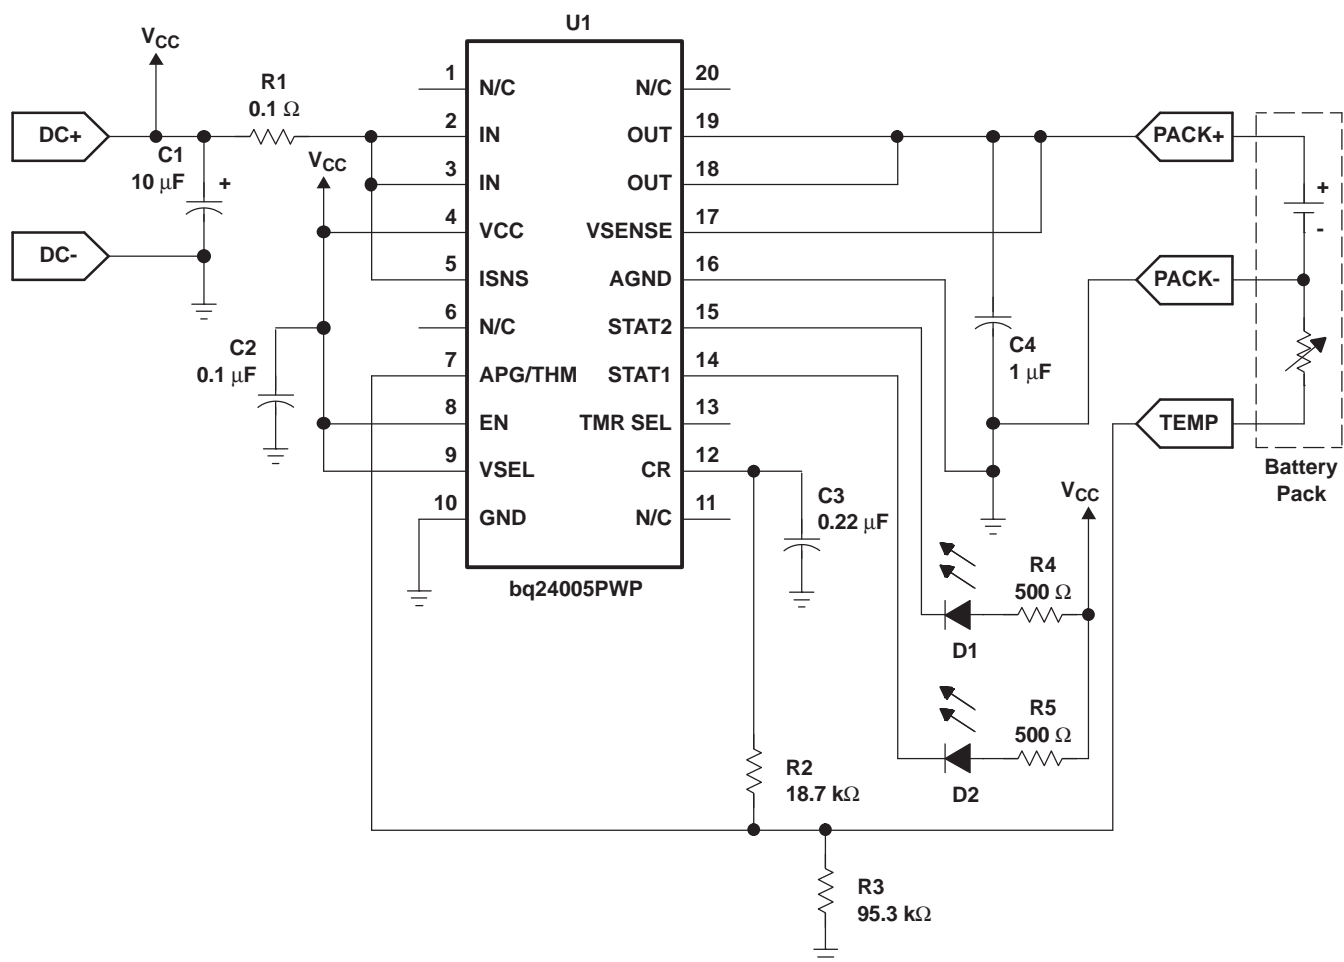 U1
VCC
R1
0.1 Ω
DC+
C1
10 μF
+
DC-
VCC
C2
0.1 μF
1 N/C
2 IN
3 IN
4 VCC
5 ISNS
6 N/C
7 APG/THM
8 EN
9 VSEL
10 GND
N/C 20
OUT 19
OUT 18
VSENSE 17
AGND 16
STAT2 15
STAT1 14
TMR SEL 13
CR 12
N/C 11
bq24005PWP
C3
0.22 μF
C4
1 μF
PACK+
PACK-
TEMP
+
-
Battery
Pack
VCC
R4
500 Ω
D1
R5
500 Ω
D2
R2
18.7 kΩ
R3
95.3 kΩ